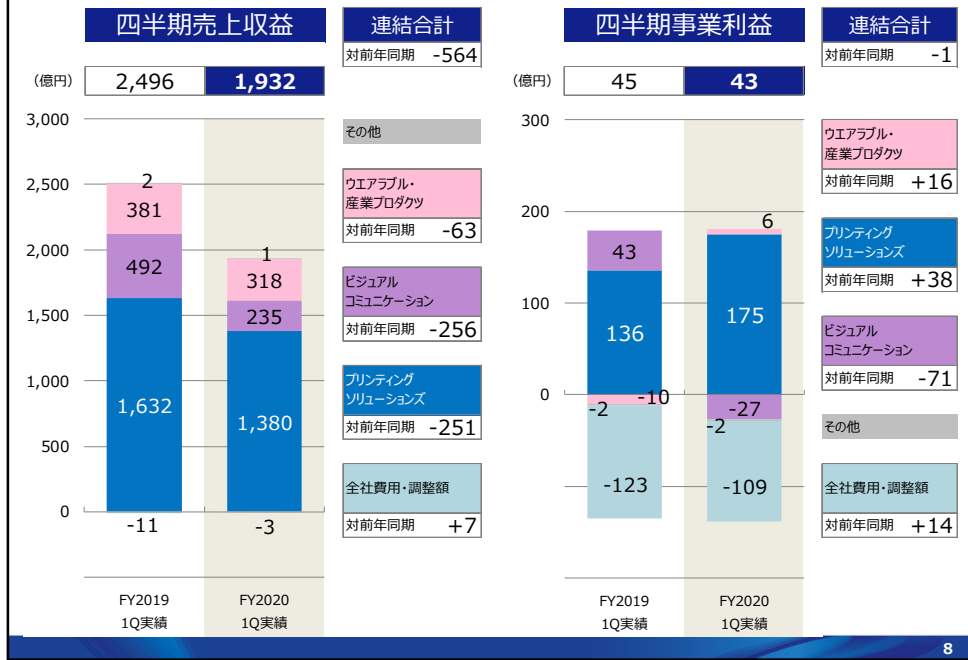 四半期売上収益
連結合計
対前年同期 -564
(億円)
2,496
1,932
3,000
2,500
2,000
1,500
1,000
500
0
2
381
492
1,632
-11
1
318
235
1,380
-3
FY2019
1Q実績
FY2020
1Q実績
その他
ウエアラブル・
産業プロダクツ
対前年同期 -63
ビジュアル
コミュニケーション
対前年同期 -256
プリンティング
ソリューションズ
対前年同期 -251
全社費用・調整額
対前年同期 +7
四半期事業利益
連結合計
対前年同期 -1
(億円)
45
43
300
200
100
0
43
136
-10
-2
-123
6
175
-27
-2
-109
FY2019
1Q実績
FY2020
1Q実績
ウエアラブル・
産業プロダクツ
対前年同期 +16
プリンティング
ソリューションズ
対前年同期 +38
ビジュアル
コミュニケーション
対前年同期 -71
その他
全社費用・調整額
対前年同期 +14
8